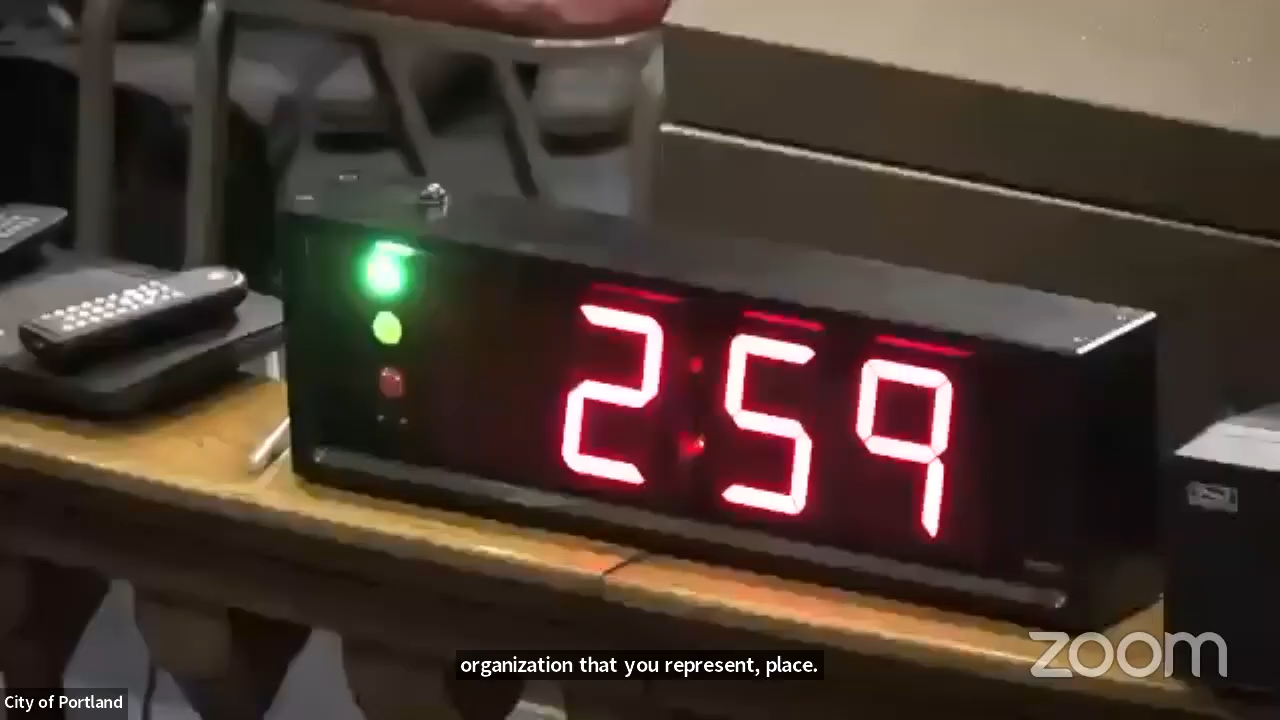 2:59
organization that you represent, place.
zoom
City of Portland